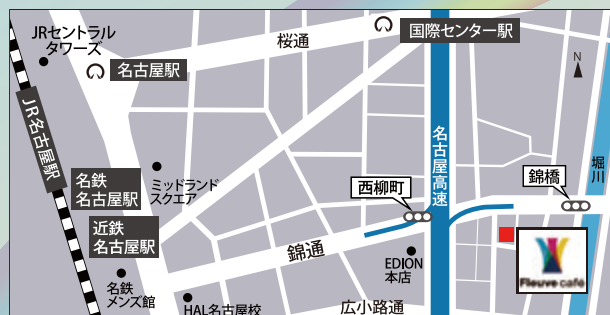 JRセントラル
タワーズ
名古屋駅
桜通
国際センター駅
N
JR名古屋駅
名鉄
名古屋駅
ミッドランド
スクエア
近鉄
名古屋駅
名古屋高速
西柳町
錦橋
堀川
錦通
EDION
本店
Fleuve café
名鉄
メンズ館
HAL名古屋校
広小路通